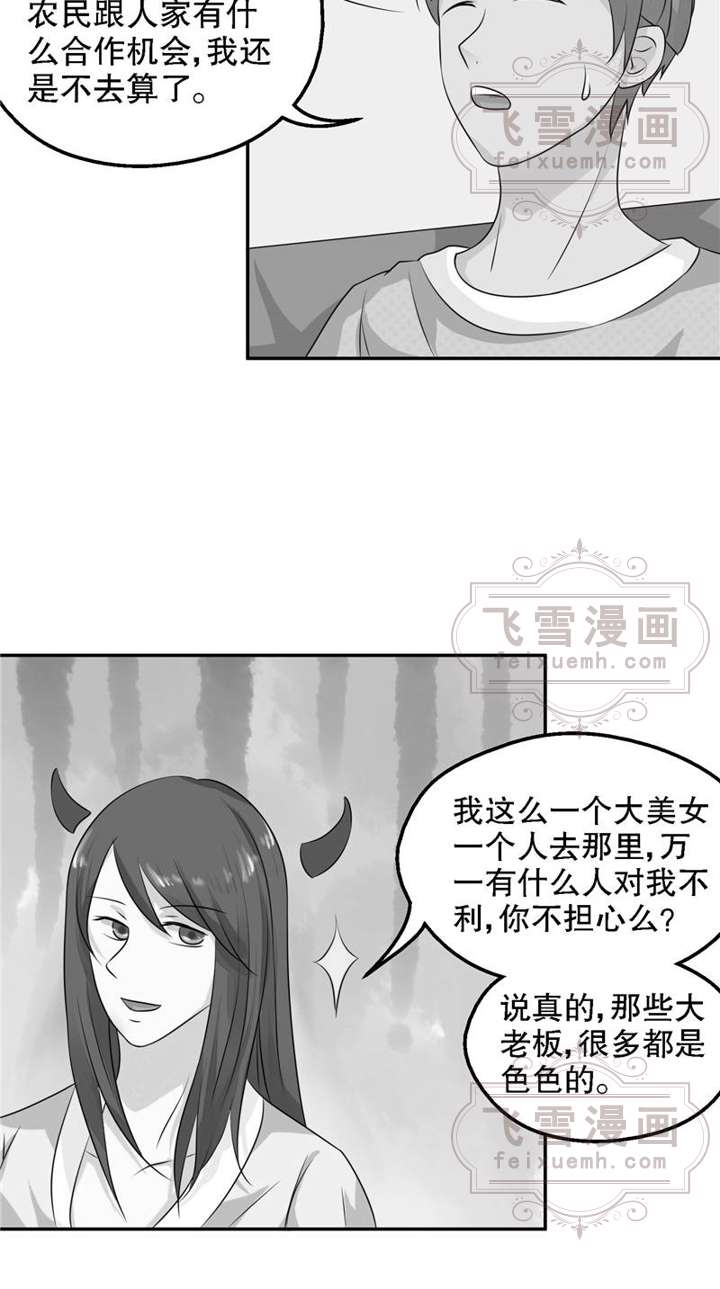 农民跟人家有什
么合作机会,我还
是不去算了。
飞雪漫画
feixuemh.com
飞雪漫画
feixuemh.com
我这么一个大美女
一个人去那里,万
一有什么人对我不
利,你不担心么?
说真的,那些大
老板,很多都是
色色的。
飞雪漫画
feixuemh.com